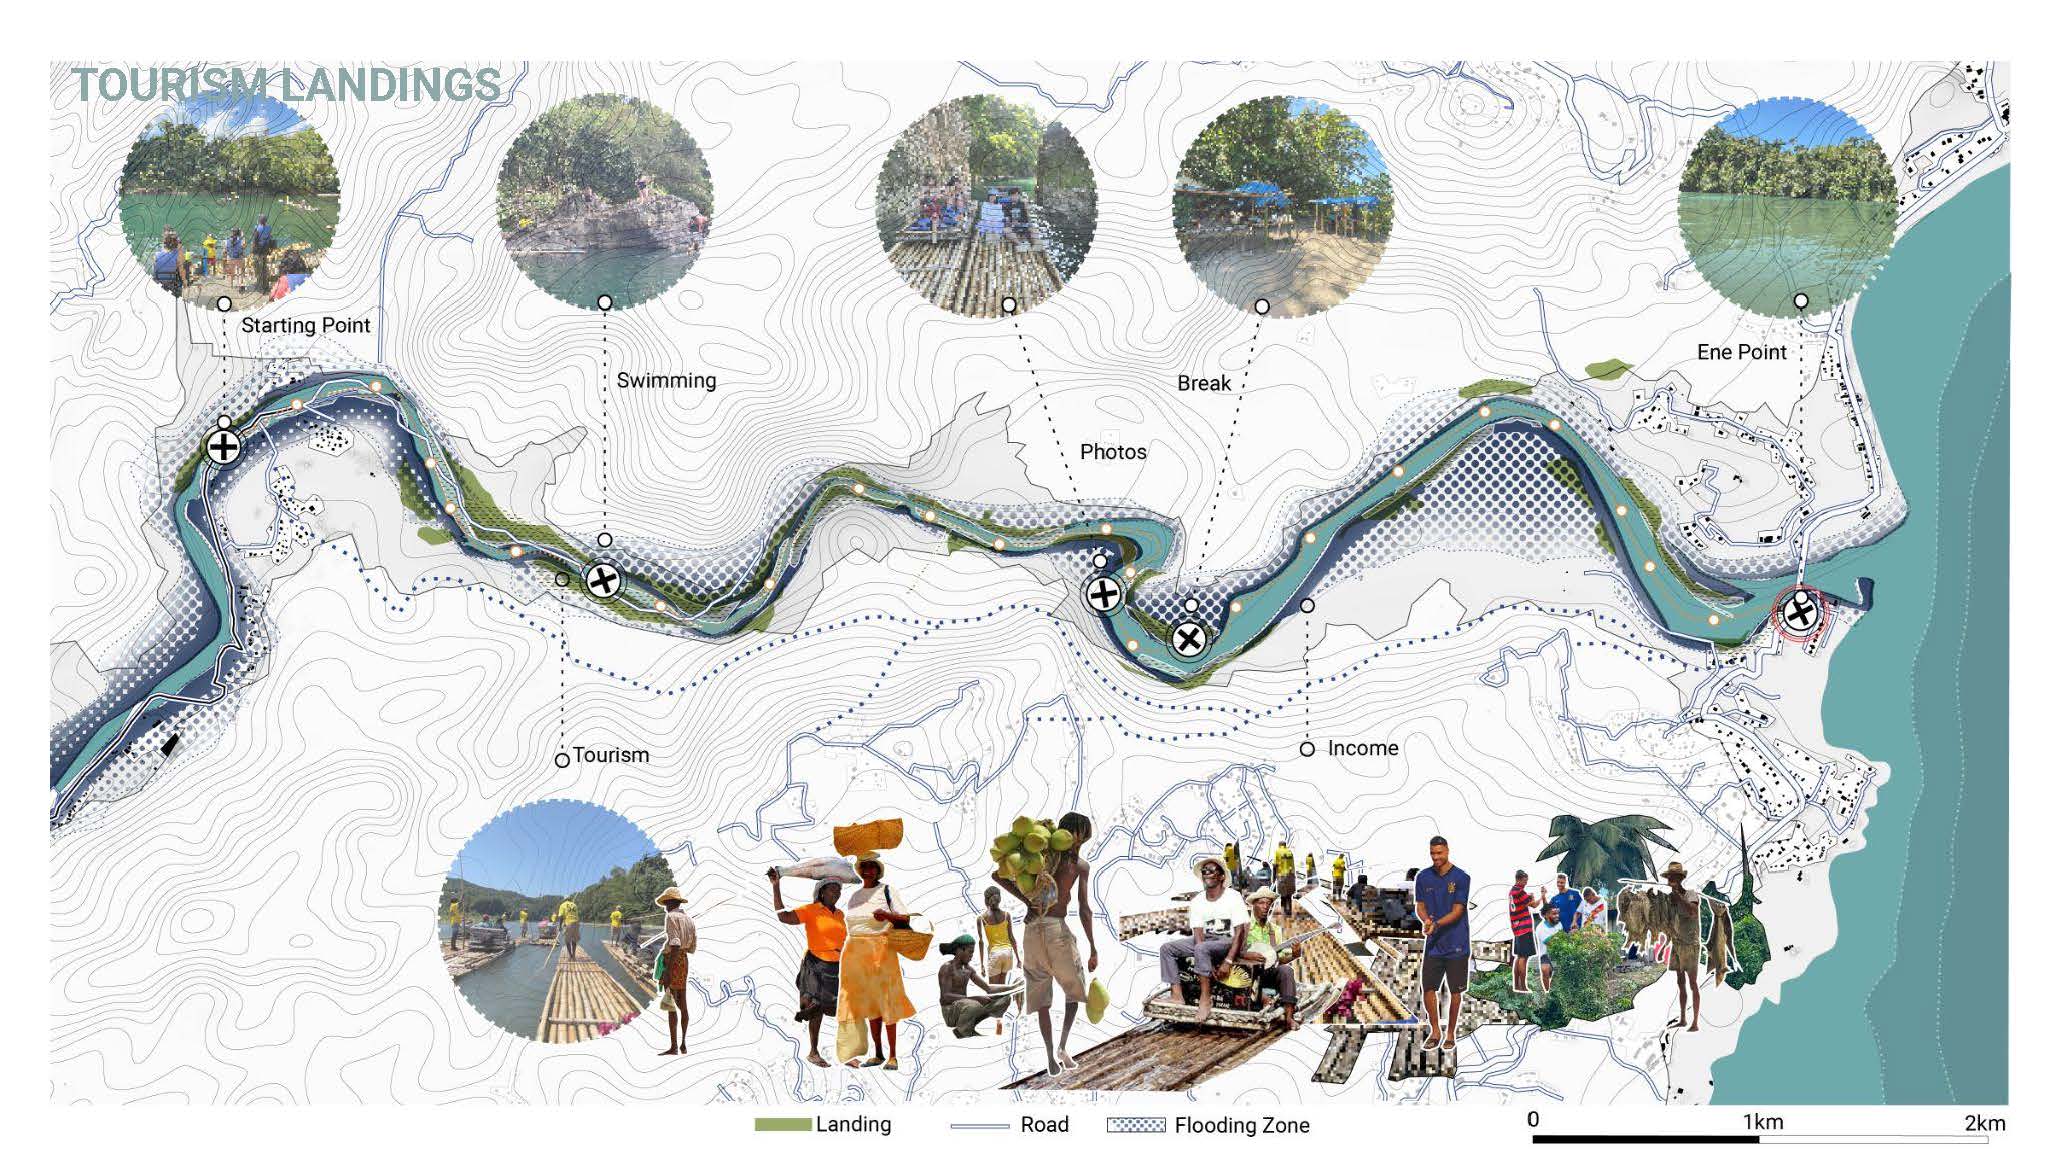 TOURISM LANDINGS
Starting Point
Swimming
Photos
Break
Ene Point
Tourism
Income
Landing
Road
Flooding Zone
0
1km
2km